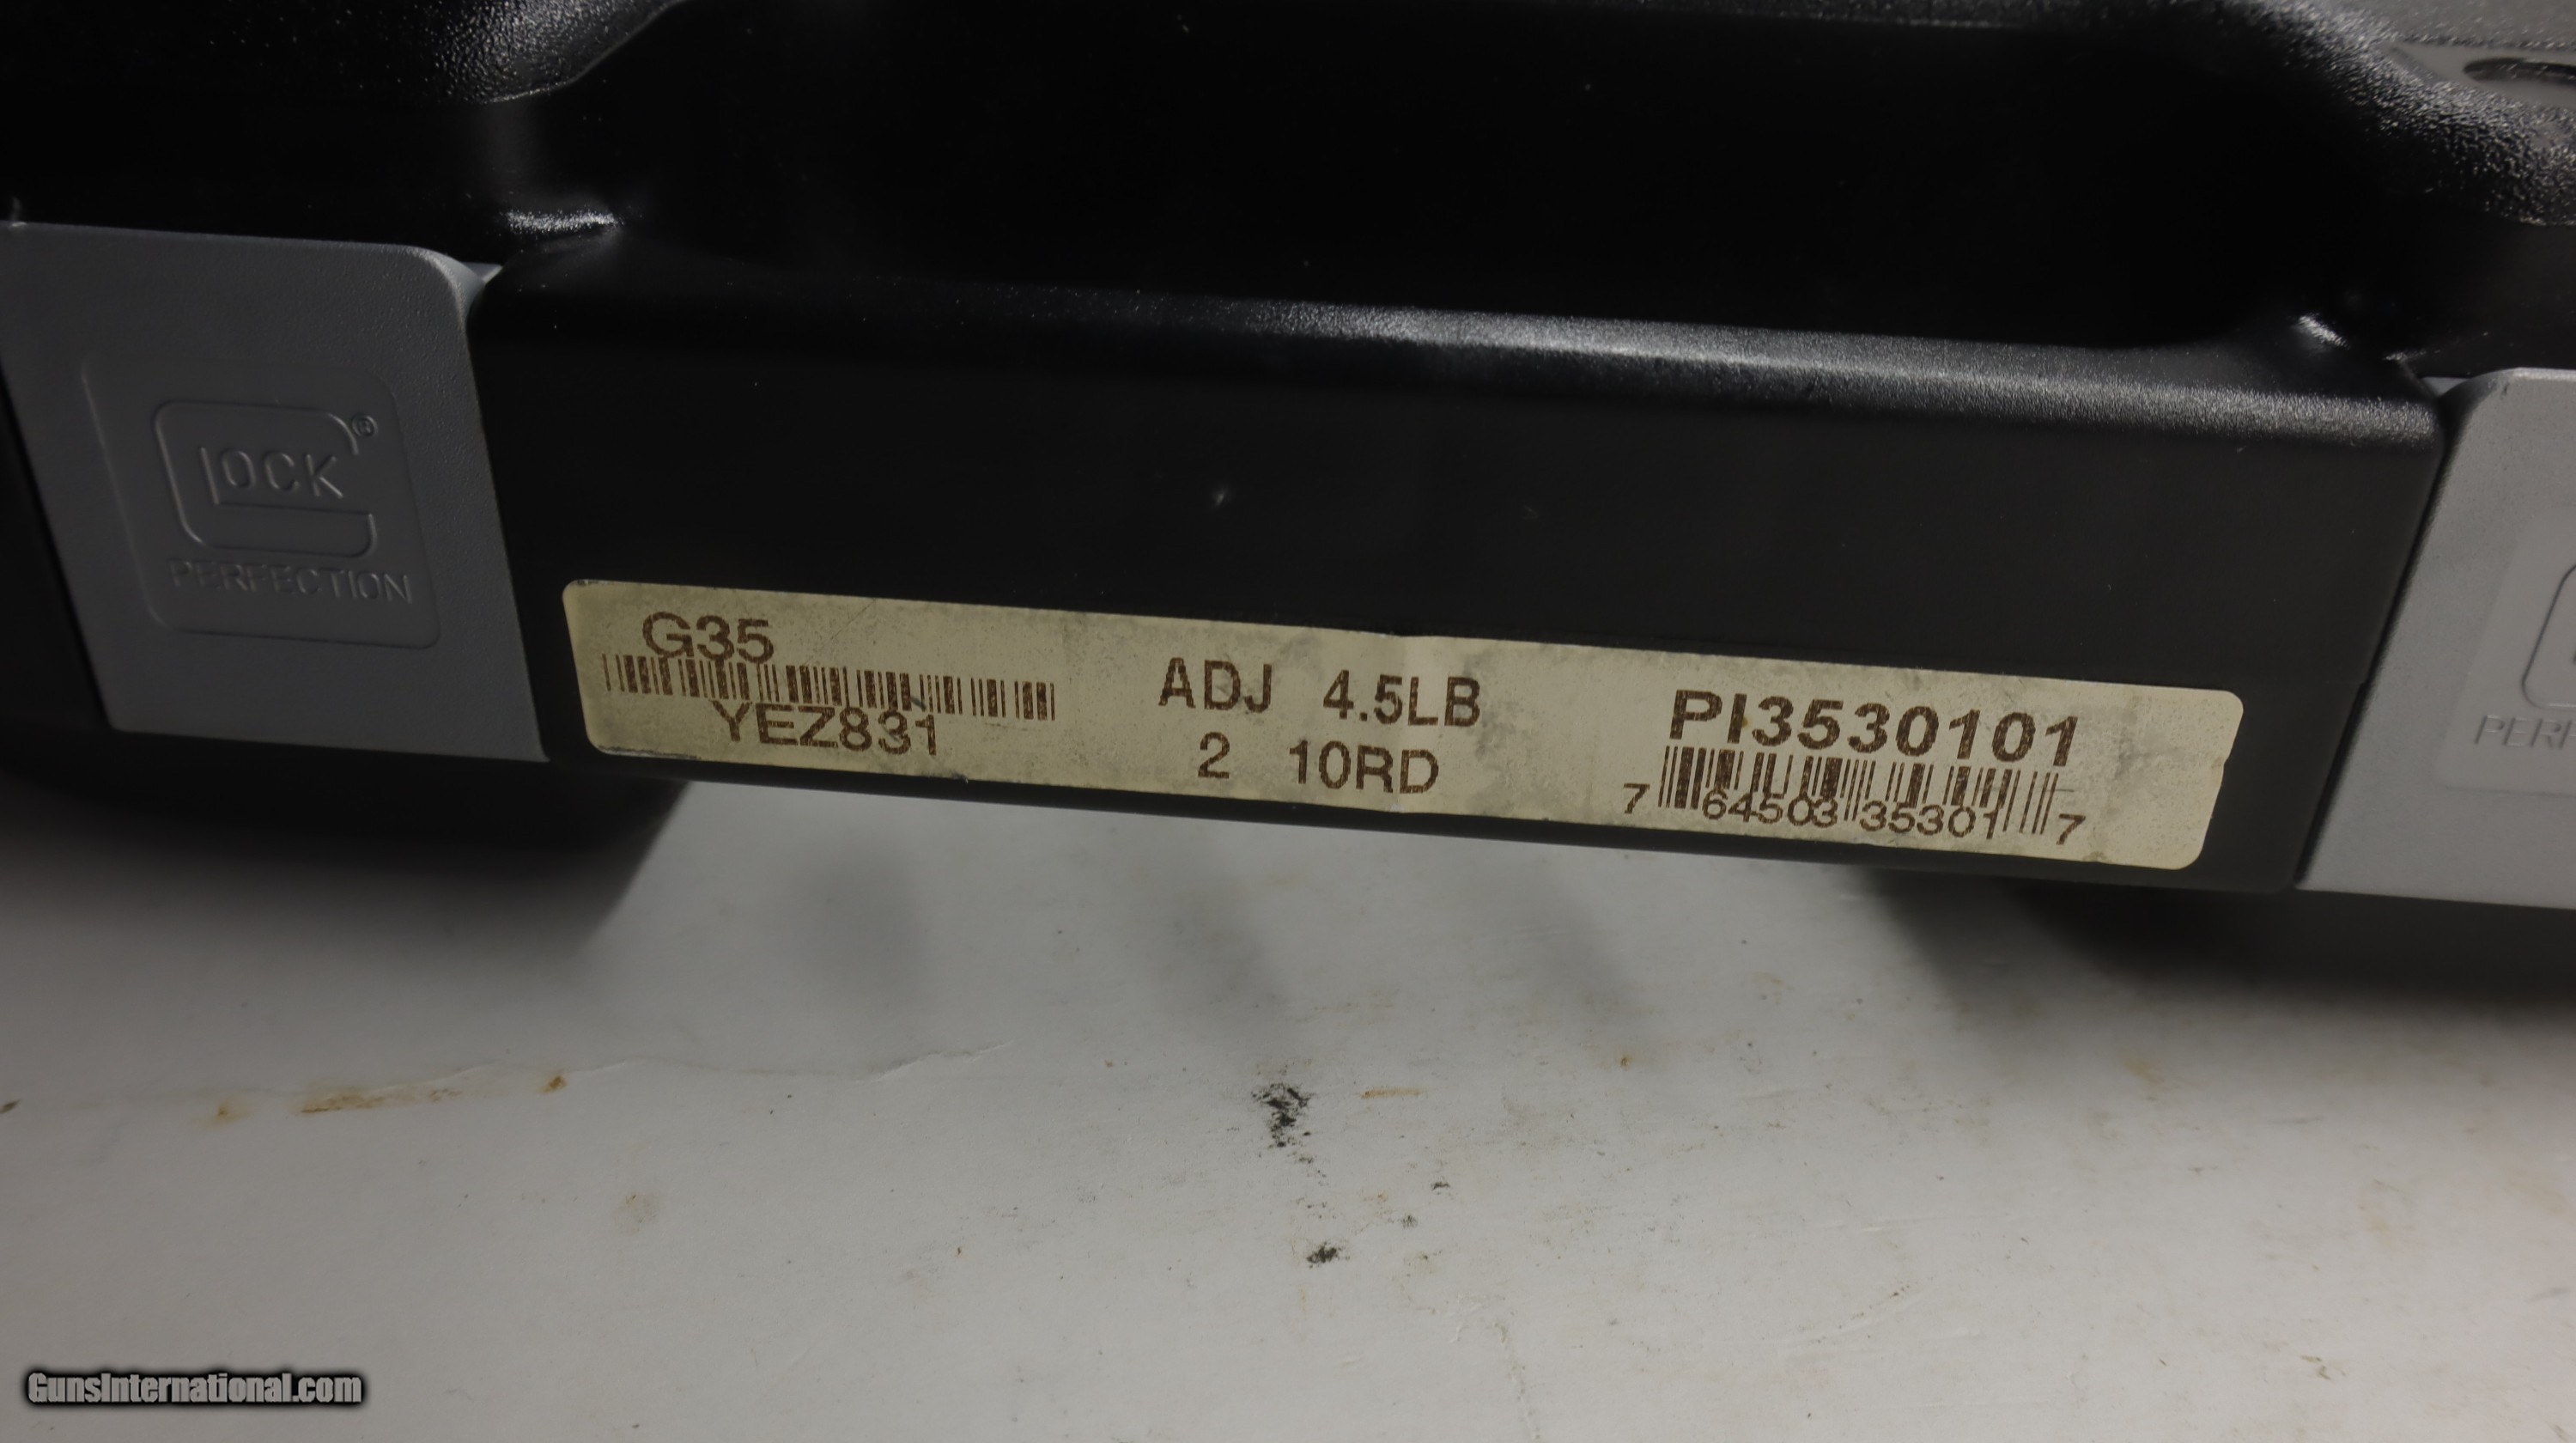 GLOCK®
PERFECTION
G35
YEZ831
ADJ 4.5LB
2 10RD
PI3530101
7 64503 35301 7
PERF
GunsInternational.com